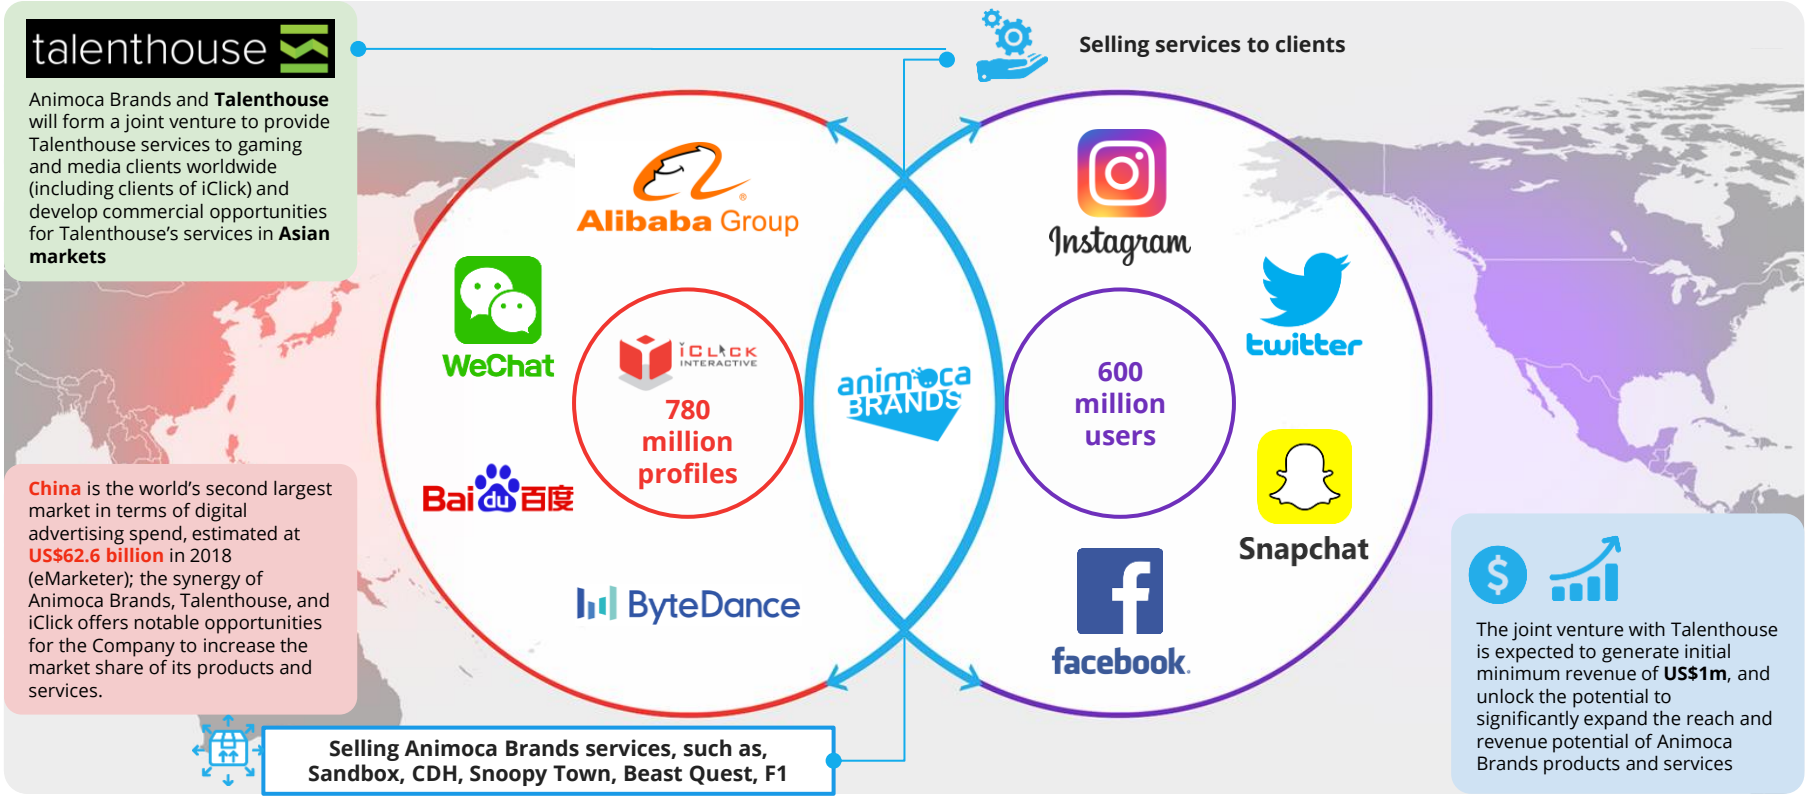 talenthouse
Animoca Brands and Talenthouse
will form a joint venture to provide
Talenthouse services to gaming
and media clients worldwide
(including clients of iClick) and
develop commercial opportunities
for Talenthouse's services in Asian
markets
Selling services to clients
Alibaba Group
WeChat
iCLICK
INTERACTIVE
780
million
profiles
Bai du 百度
ByteDance
animoca
BRANDS
Instagram
twitter
600
million
users
Snapchat
facebook.
China is the world's second largest
market in terms of digital
advertising spend, estimated at
US$62.6 billion in 2018
(eMarketer); the synergy of
Animoca Brands, Talenthouse, and
iClick offers notable opportunities
for the Company to increase the
market share of its products and
services.
Selling Animoca Brands services, such as,
Sandbox, CDH, Snoopy Town, Beast Quest, F1
$
The joint venture with Talenthouse
is expected to generate initial
minimum revenue of US$1m, and
unlock the potential to
significantly expand the reach and
revenue potential of Animoca
Brands products and services